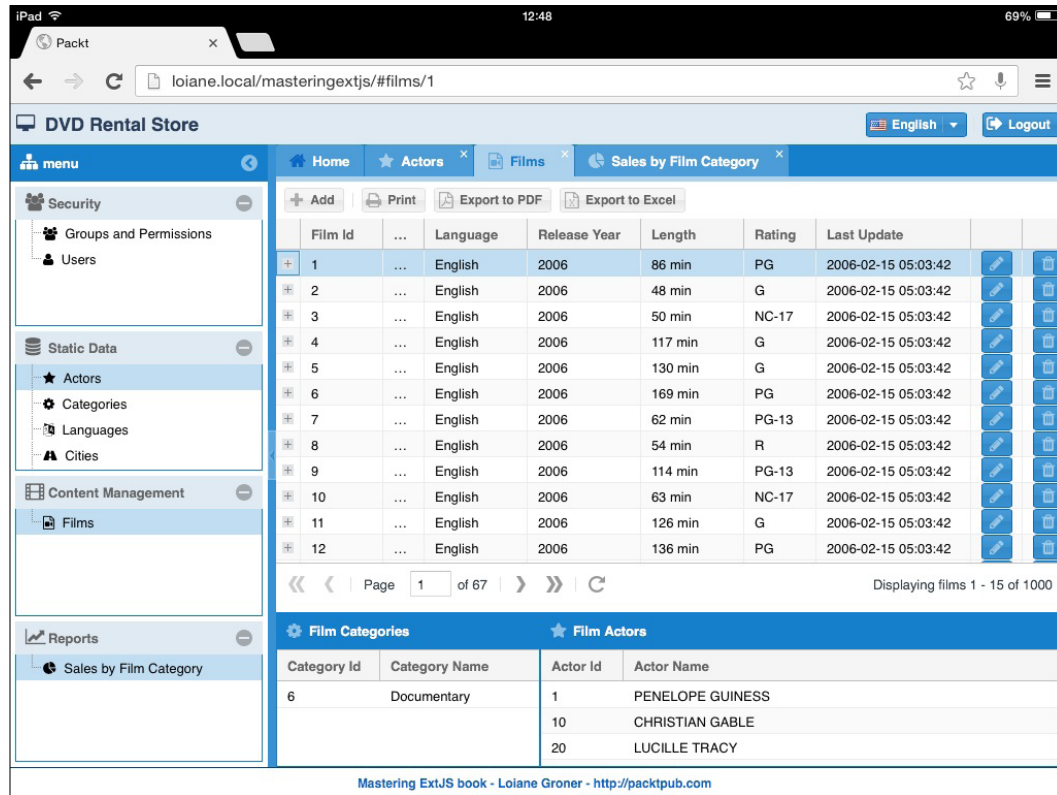 iPad 12:48 69%
Packt
loiane.local/masteringextjs/#films/1
DVD Rental Store English Logout
menu Home Actors Films Sales by Film Category
Security Add Print Export to PDF Export to Excel
Groups and Permissions
Users
Static Data
Actors
Categories
Languages
Cities
Content Management
Films
Reports
Sales by Film Category
Film Id ... Language Release Year Length Rating Last Update
1 ... English 2006 86 min PG 2006-02-15 05:03:42
2 ... English 2006 48 min G 2006-02-15 05:03:42
3 ... English 2006 50 min NC-17 2006-02-15 05:03:42
4 ... English 2006 117 min G 2006-02-15 05:03:42
5 ... English 2006 130 min G 2006-02-15 05:03:42
6 ... English 2006 169 min PG 2006-02-15 05:03:42
7 ... English 2006 62 min PG-13 2006-02-15 05:03:42
8 ... English 2006 54 min R 2006-02-15 05:03:42
9 ... English 2006 114 min PG-13 2006-02-15 05:03:42
10 ... English 2006 63 min NC-17 2006-02-15 05:03:42
11 ... English 2006 126 min G 2006-02-15 05:03:42
12 ... English 2006 136 min PG 2006-02-15 05:03:42
Page 1 of 67 Displaying films 1 - 15 of 1000
Film Categories Film Actors
Category Id Category Name Actor Id Actor Name
6 Documentary 1 PENELOPE GUINESS
10 CHRISTIAN GABLE
20 LUCILLE TRACY
Mastering ExtJS book - Loiane Groner - http://packtpub.com